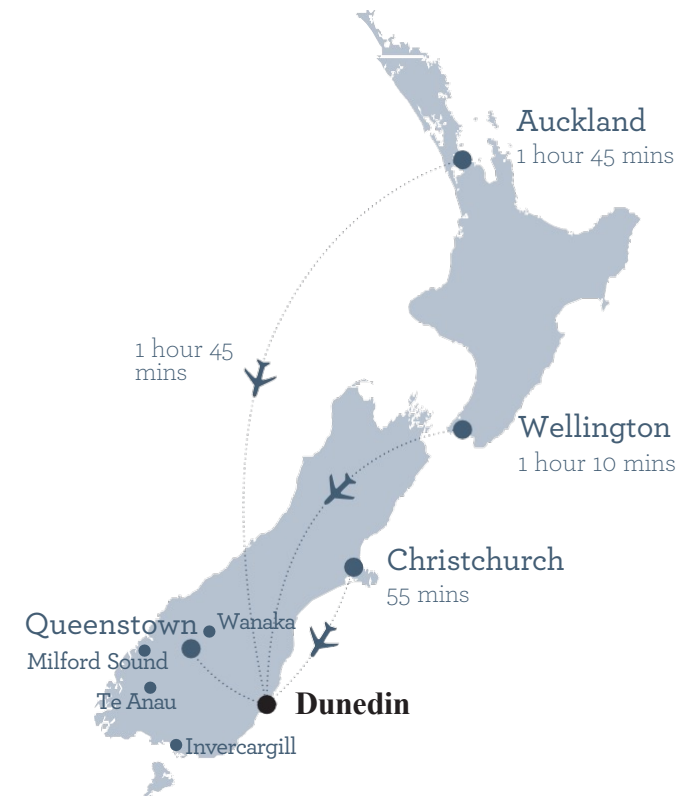 Auckland
1 hour 45 mins
1 hour 45
mins
Wellington
1 hour 10 mins
Christchurch
55 mins
Queenstown
Wanaka
Milford Sound
Te Anau
Dunedin
Invercargill